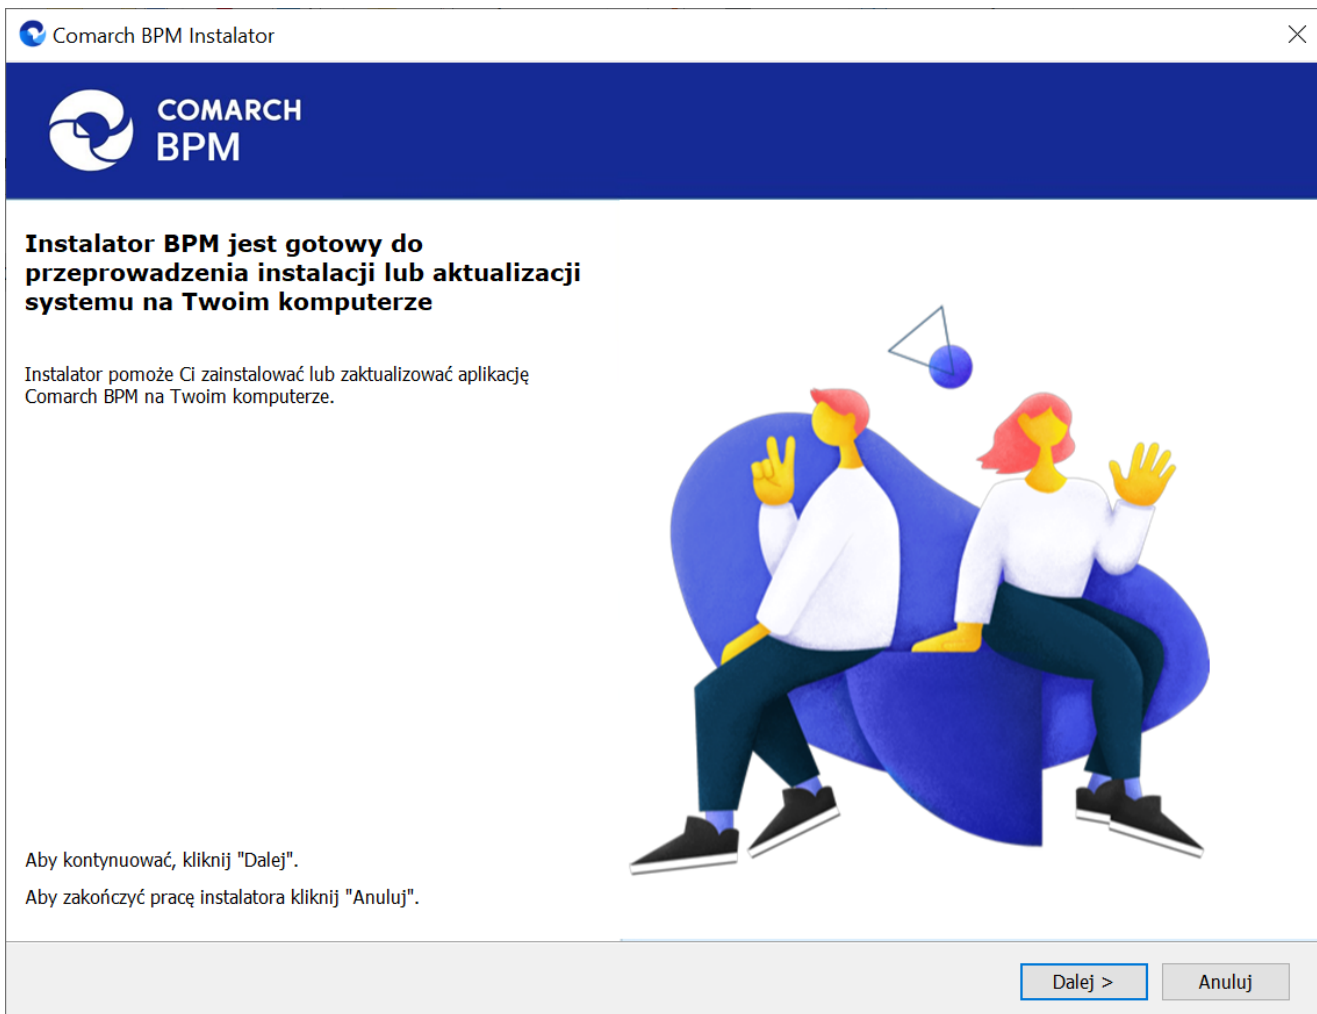 Comarch BPM Instalator
COMARCH
BPM
Instalator BPM jest gotowy do
przeprowadzenia instalacji lub aktualizacji
systemu na Twoim komputerze
Instalator pomoże Ci zainstalować lub zaktualizować aplikację
Comarch BPM na Twoim komputerze.
Aby kontynuować, kliknij "Dalej".
Aby zakończyć pracę instalatora kliknij "Anuluj".
Dalej >
Anuluj